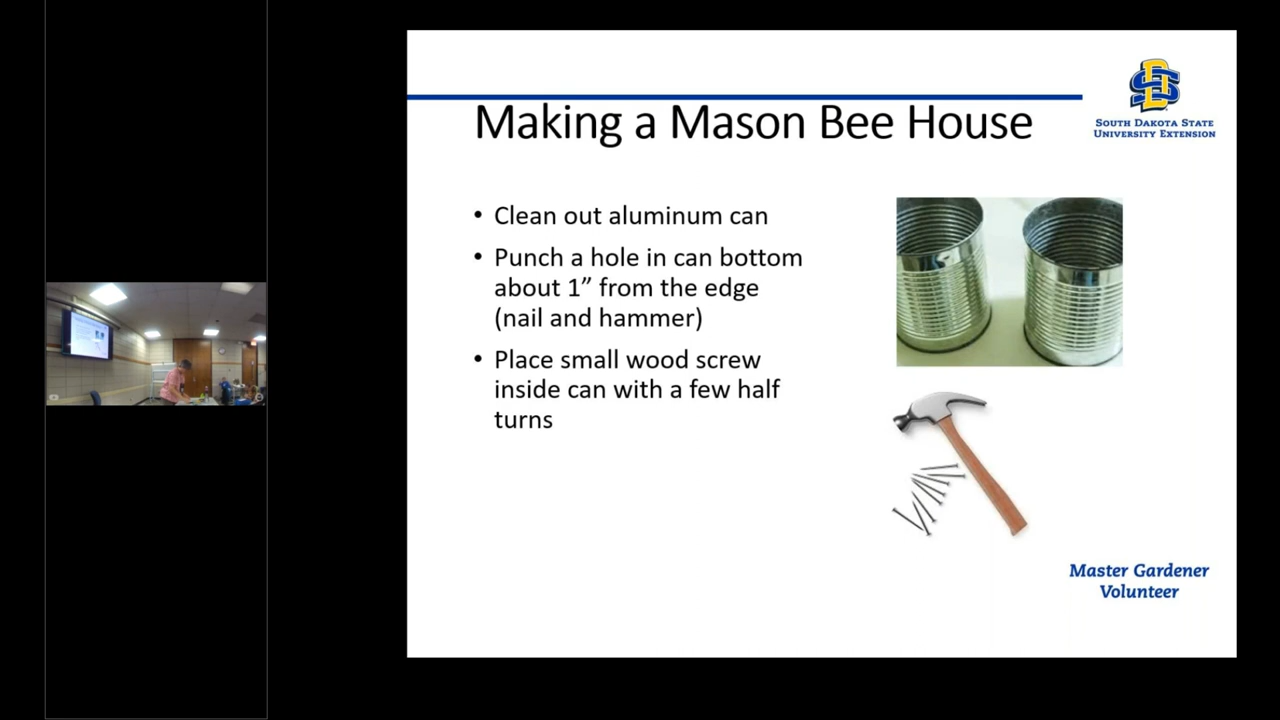 SOUTH DAKOTA STATE
UNIVERSITY EXTENSION
Making a Mason Bee House
• Clean out aluminum can
• Punch a hole in can bottom
about 1” from the edge
(nail and hammer)
• Place small wood screw
inside can with a few half
turns
Master Gardener
Volunteer